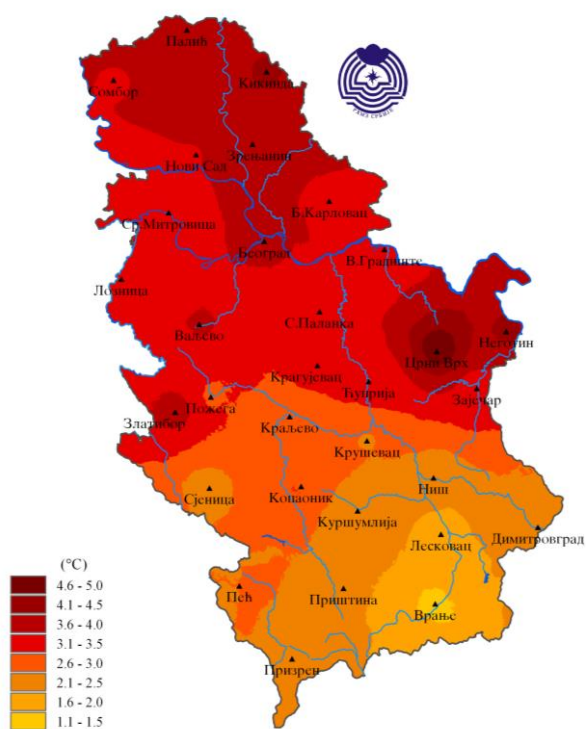 Палић
Сомбор
Кикинда
РХМЗ СРБИЈЕ
Зрењанин
Нови Сад
Б.Карловац
Ср.Митровица
Београд
В.Градиште
Лозница
Ваљево
С.Паланка
Неготин
Црни Врх
Крагујевац
Ћуприја
Зајечар
Пожега
Златибор
Краљево
Крушевац
Ниш
Сјеница
Копаоник
Куршумлија
Димитровград
Лесковац
(°C)
4.6 - 5.0
4.1 - 4.5
3.6 - 4.0
3.1 - 3.5
2.6 - 3.0
2.1 - 2.5
1.6 - 2.0
1.1 - 1.5
Пећ
Приштина
Врање
Призрен